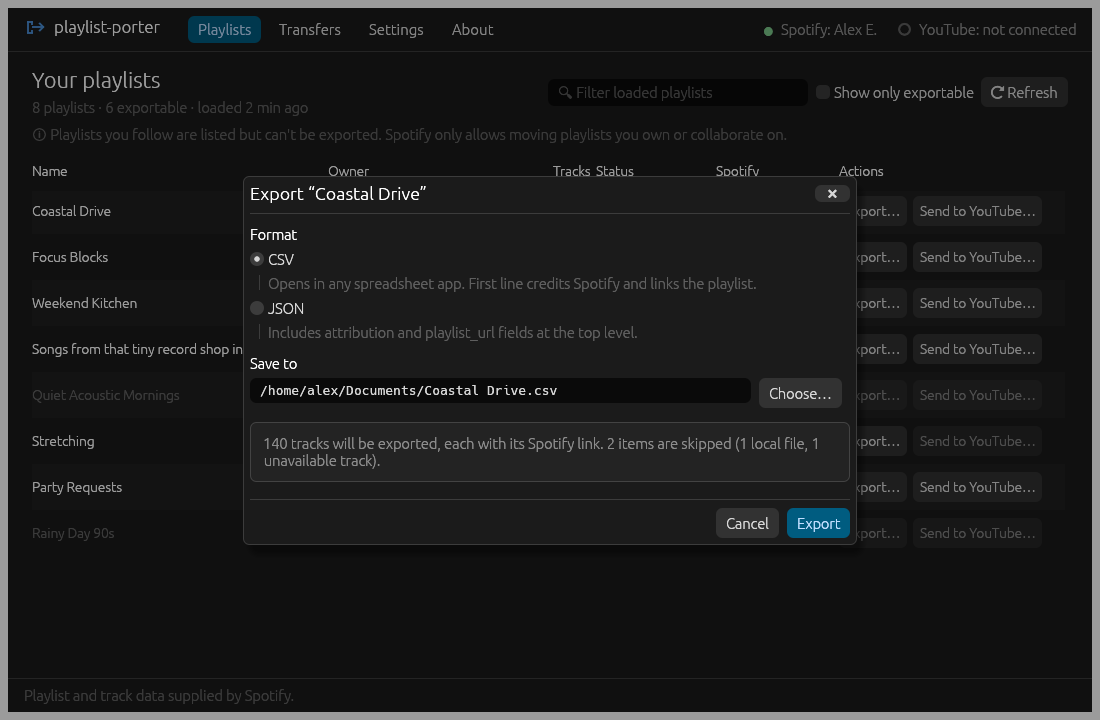 playlist-porter Playlists Transfers Settings About Spotify: Alex E. YouTube: not connected
Your playlists
8 playlists · 6 exportable · loaded 2 min ago
Filter loaded playlists Show only exportable Refresh
Playlists you follow are listed but can't be exported. Spotify only allows moving playlists you own or collaborate on.
Name Owner Tracks Status Spotify Actions
Export “Coastal Drive”
Format
CSV
Opens in any spreadsheet app. First line credits Spotify and links the playlist.
JSON
Includes attribution and playlist_url fields at the top level.
Save to
/home/alex/Documents/Coastal Drive.csv Choose...
140 tracks will be exported, each with its Spotify link. 2 items are skipped (1 local file, 1
unavailable track).
Cancel Export
Coastal Drive Send to YouTube...
Focus Blocks Send to YouTube...
Weekend Kitchen Send to YouTube...
Songs from that tiny record shop in Send to YouTube...
Quiet Acoustic Mornings Send to YouTube...
Stretching Send to YouTube...
Party Requests Send to YouTube...
Rainy Day 90s Send to YouTube...
Playlist and track data supplied by Spotify.